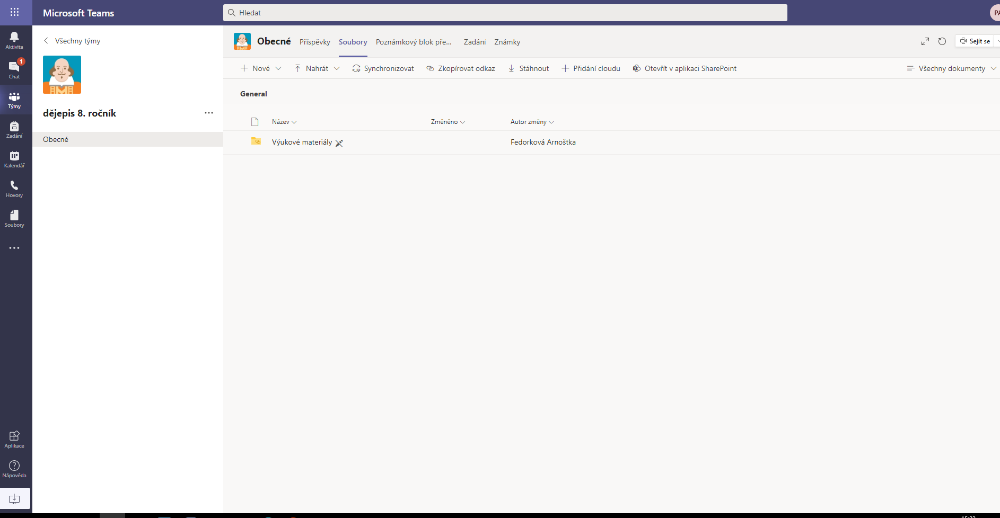 Microsoft Teams
Hledat
PA
Aktivita
1
Chat
Týmy
Zadání
Kalendář
Hovory
Soubory
Aplikace
Nápověda
Všechny týmy
dějepis 8. ročník
Obecné
Obecné Příspěvky Soubory Poznámkový blok pře... Zadání Známky
Sejít se
Nové Nahrát Synchronizovat Zkopírovat odkaz Stáhnout Přidání cloudu Otevřít v aplikaci SharePoint Všechny dokumenty
General
Název Změněno Autor změny
Výukové materiály Fedorková Arnoštka